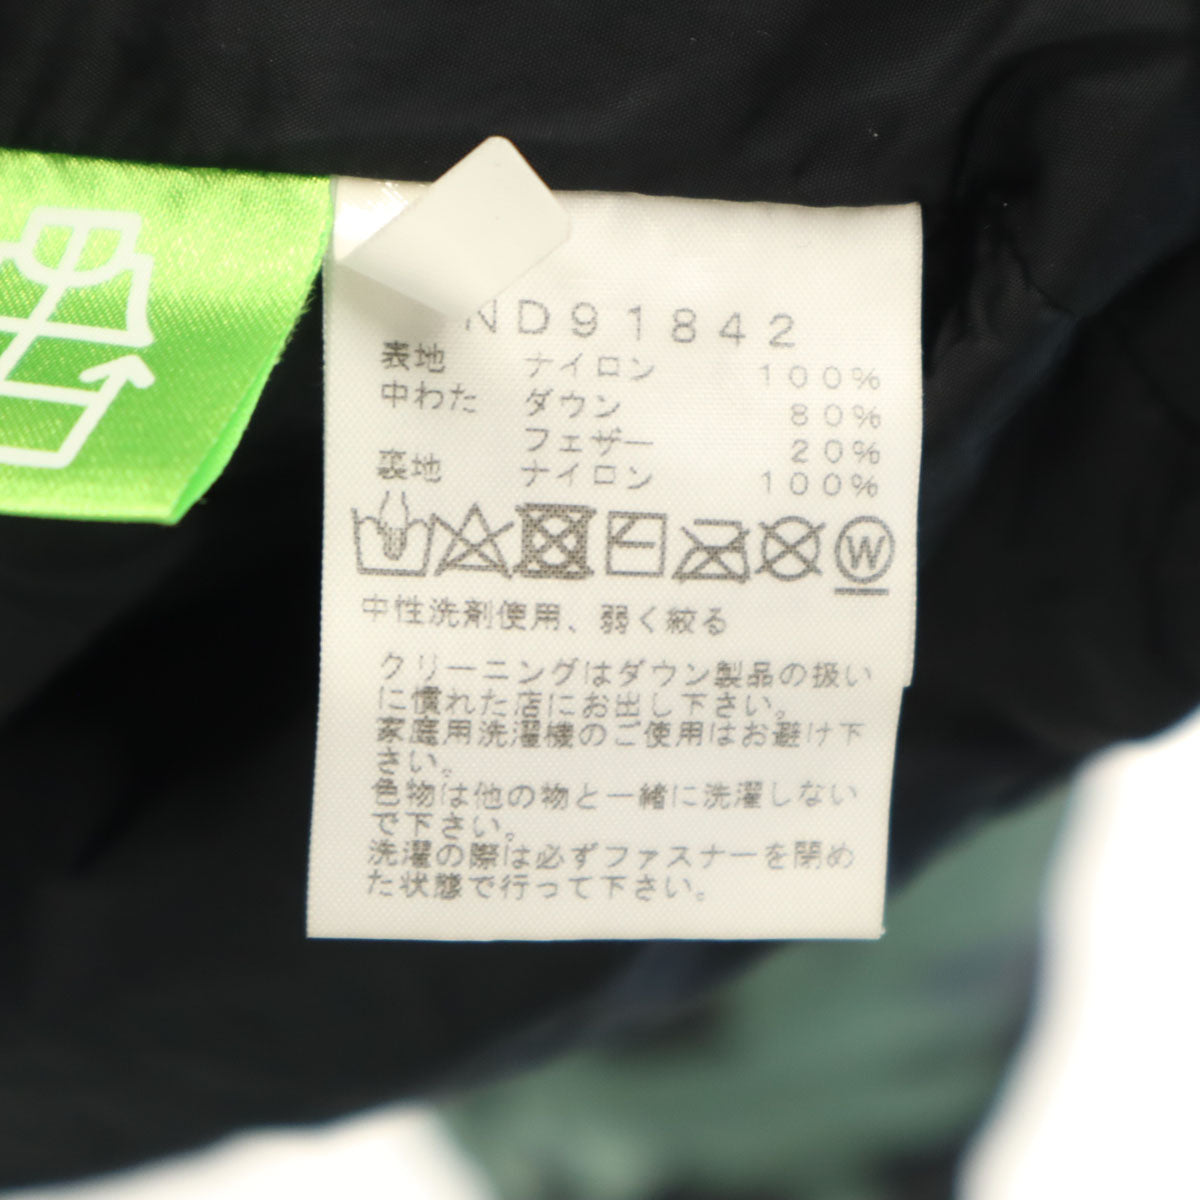 ND91842
表地 ナイロン 100%
中わた ダウン 80%
フェザー 20%
裏地 ナイロン 100%
W
中性洗剤使用、弱く絞る
クリーニングはダウン製品の扱い
に慣れた店にお出し下さい。
家庭用洗濯機のご使用はお避け下
さい。
色物は他の物と一緒に洗濯しない
で下さい。
洗濯の際は必ずファスナーを閉め
た状態で行って下さい。